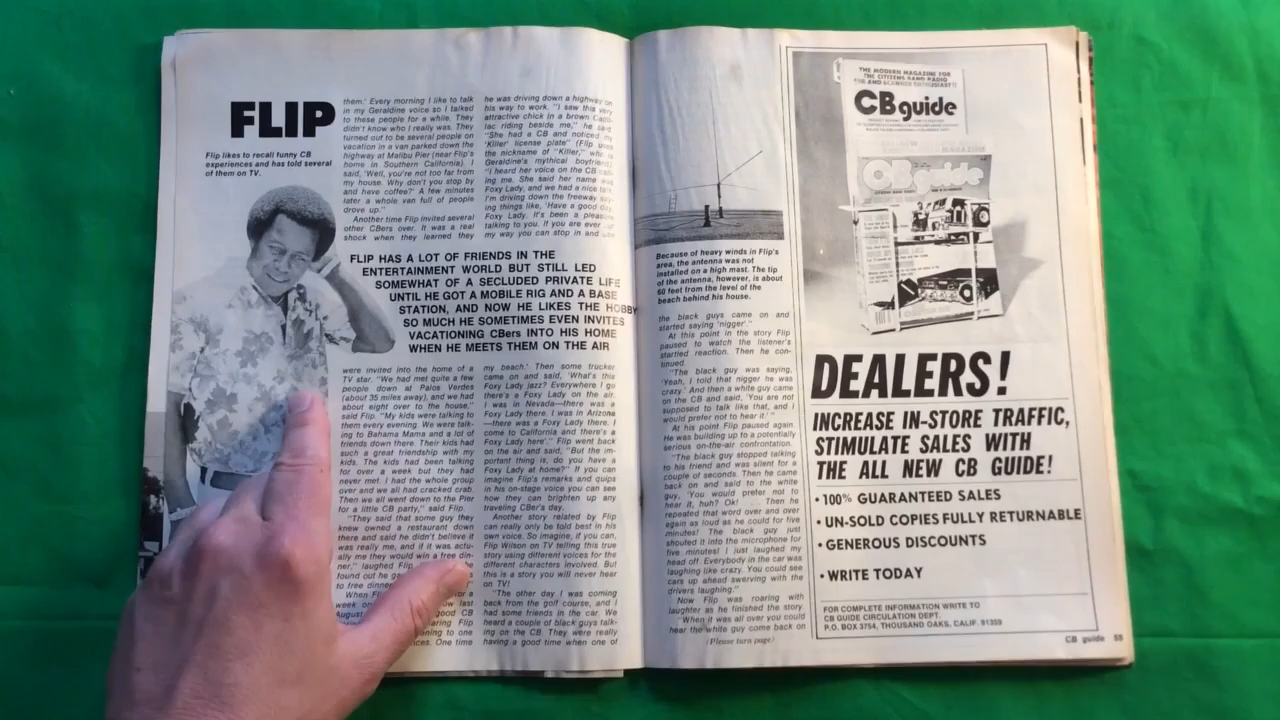 FLIP
Flip likes to recall funny CB
experiences and has told several
of them on TV.
them.' Every morning I like to talk
in my Geraldine voice so I talked
to these people for a while. They
didn't know who I really was. They
turned out to be several people on
vacation in a van parked down the
highway at Malibu Pier (near Flip's
home in Southern California). I
said, 'Well, you're not too far from
my house. Why don't you stop by
and have coffee?' A few minutes
later a whole van full of people
drove up."
Another time Flip invited several
other CBers over. It was a real
shock when they learned they
he was driving down a highway on
his way to work. "I saw this very
attractive chick in a brown Cadil-
lac riding beside me," he said.
"She had a CB and noticed my
'Killer' license plate" (Flip uses
the nickname of "Killer," who is
Geraldine's mythical boyfriend).
"I heard her voice on the CB call-
ing me. She said her name was
Foxy Lady, and we had a nice talk.
I'm driving down the freeway say-
ing things like, 'Have a good day,
Foxy Lady. It's been a pleasure
talking to you. If you are ever up
my way you can stop in and use
FLIP HAS A LOT OF FRIENDS IN THE
ENTERTAINMENT WORLD BUT STILL LED
SOMEWHAT OF A SECLUDED PRIVATE LIFE
UNTIL HE GOT A MOBILE RIG AND A BASE
STATION, AND NOW HE LIKES THE HOBBY
SO MUCH HE SOMETIMES EVEN INVITES
VACATIONING CBers INTO HIS HOME
WHEN HE MEETS THEM ON THE AIR
were invited into the home of a
TV star. "We had met quite a few
people down at Palos Verdes
(about 35 miles away), and we had
about eight over to the house,"
said Flip. "My kids were talking to
them every evening. We were talk-
ing to Bahama Mama and a lot of
friends down there. Their kids had
such a great friendship with my
kids. The kids had been talking
for over a week but they had
never met. I had the whole group
over and we all had cracked crab.
Then we all went down to the Pier
for a little CB party," said Flip.
"They said that some guy they
knew owned a restaurant down
there and said he didn't believe it
was really me, and if it was actu-
ally me they would win a free din-
ner," laughed Flip.
found out he ga
to free dinner
When F for a
week on last
August good CB
aring Flip
ening to one
nces. One time
my beach.' Then some trucker
came on and said, 'What's this
Foxy Lady jazz? Everywhere I go
there's a Foxy Lady on the air.
I was in Nevada—there was a
Foxy Lady there. I was in Arizona
—there was a Foxy Lady there. I
come to California and there's a
Foxy Lady here'." Flip went back
on the air and said, "But the im-
portant thing is, do you have a
Foxy Lady at home?" If you can
imagine Flip's remarks and quips
in his on-stage voice you can see
how they can brighten up any
traveling CBer's day.
Another story related by Flip
can really only be told best in his
own voice. So imagine, if you can,
Flip Wilson on TV telling this true
story using different voices for the
different characters involved. But
this is a story you will never hear
on TV!
"The other day I was coming
back from the golf course, and I
had some friends in the car. We
heard a couple of black guys talk-
ing on the CB. They were really
having a good time when one of
Because of heavy winds in Flip's
area, the antenna was not
installed on a high mast. The tip
of the antenna, however, is about
60 feet from the level of the
beach behind his house.
the black guys came on and
started saying 'nigger'."
At this point in the story Flip
paused to watch the listener's
startled reaction. Then he con-
tinued.
"The black guy was saying,
'Yeah, I told that nigger he was
crazy.' And then a white guy came
on the CB and said, 'You are not
supposed to talk like that, and I
would prefer not to hear it!' "
At his point Flip paused again.
He was building up to a potentially
serious on-the-air confrontation.
"The black guy stopped talking
to his friend and was silent for a
couple of seconds. Then he came
back on and said to the white
guy, 'You would prefer not to
hear it, huh? Ok! . . . Then he
repeated that word over and over
again as loud as he could for five
minutes! The black guy just
shouted it into the microphone for
five minutes! I just laughed my
head off. Everybody in the car was
laughing like crazy. You could see
cars up ahead swerving with the
drivers laughing."
Now Flip was roaring with
laughter as he finished the story
"When it was all over you could
hear the white guy come back on
(Please turn page)
THE MODERN MAGAZINE FOR
THE CITIZENS BAND RADIO
AND SCANNER ENTHUSIAST!!
CB guide
CB guide
DEALERS!
INCREASE IN-STORE TRAFFIC,
STIMULATE SALES WITH
THE ALL NEW CB GUIDE!
• 100% GUARANTEED SALES
• UN-SOLD COPIES FULLY RETURNABLE
• GENEROUS DISCOUNTS
• WRITE TODAY
FOR COMPLETE INFORMATION WRITE TO
CB GUIDE CIRCULATION DEPT.
P.O. BOX 3754, THOUSAND OAKS, CALIF. 91359
CB guide 55